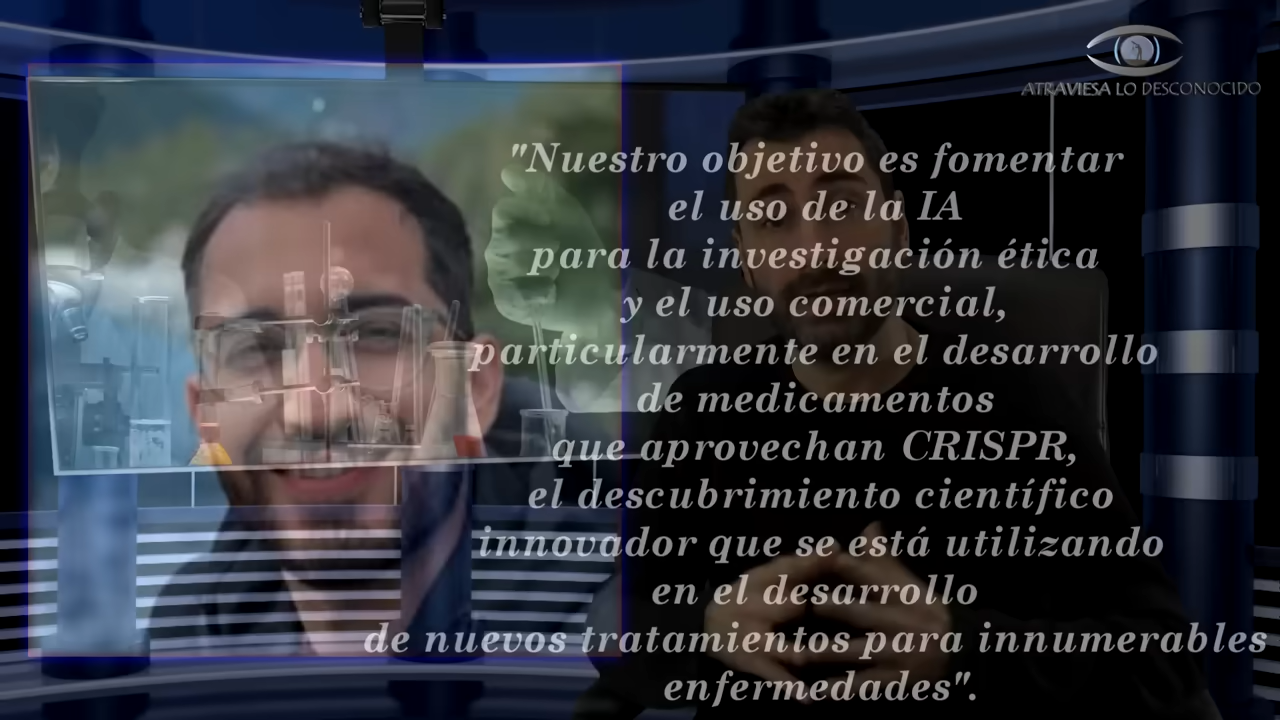 ATRAVIESA LO DESCONOCIDO
"Nuestro objetivo es fomentar
el uso de la IA
para la investigación ética
y el uso comercial,
particularmente en el desarrollo
de medicamentos
que aprovechan CRISPR,
el descubrimiento científico
innovador que se está utilizando
en el desarrollo
de nuevos tratamientos para innumerables
enfermedades".